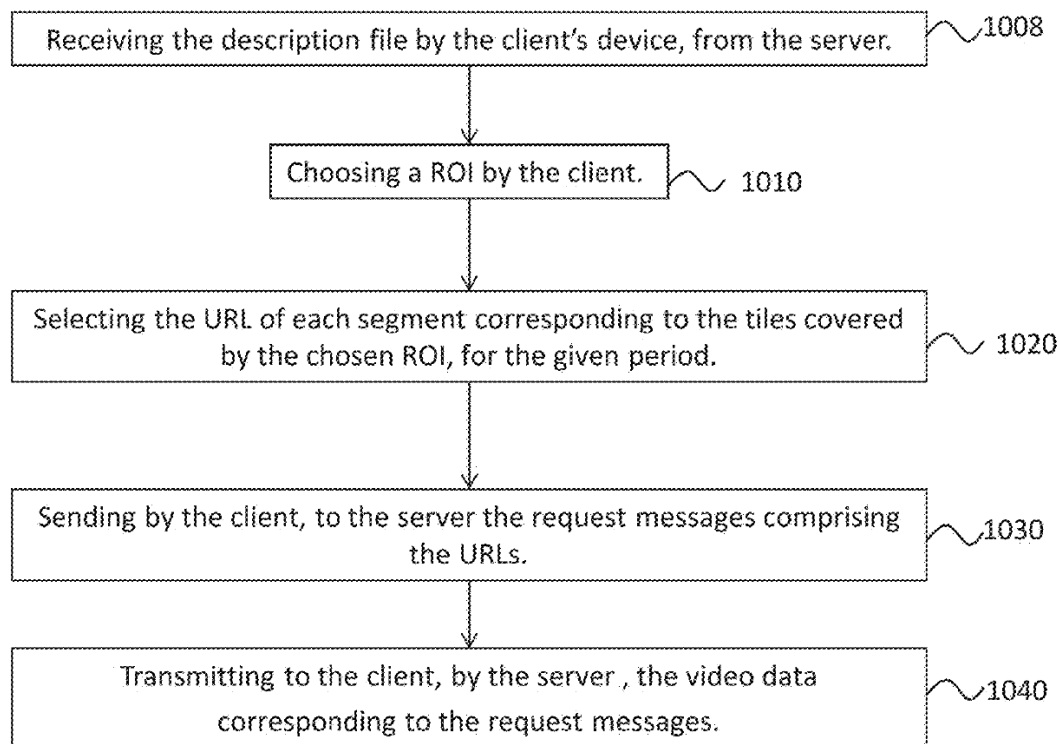 Receiving the description file by the client's device, from the server.
1008
Choosing a ROI by the client.
1010
Selecting the URL of each segment corresponding to the tiles covered
by the chosen ROI, for the given period.
1020
Sending by the client, to the server the request messages comprising
the URLs.
1030
Transmitting to the client, by the server , the video data
corresponding to the request messages.
1040